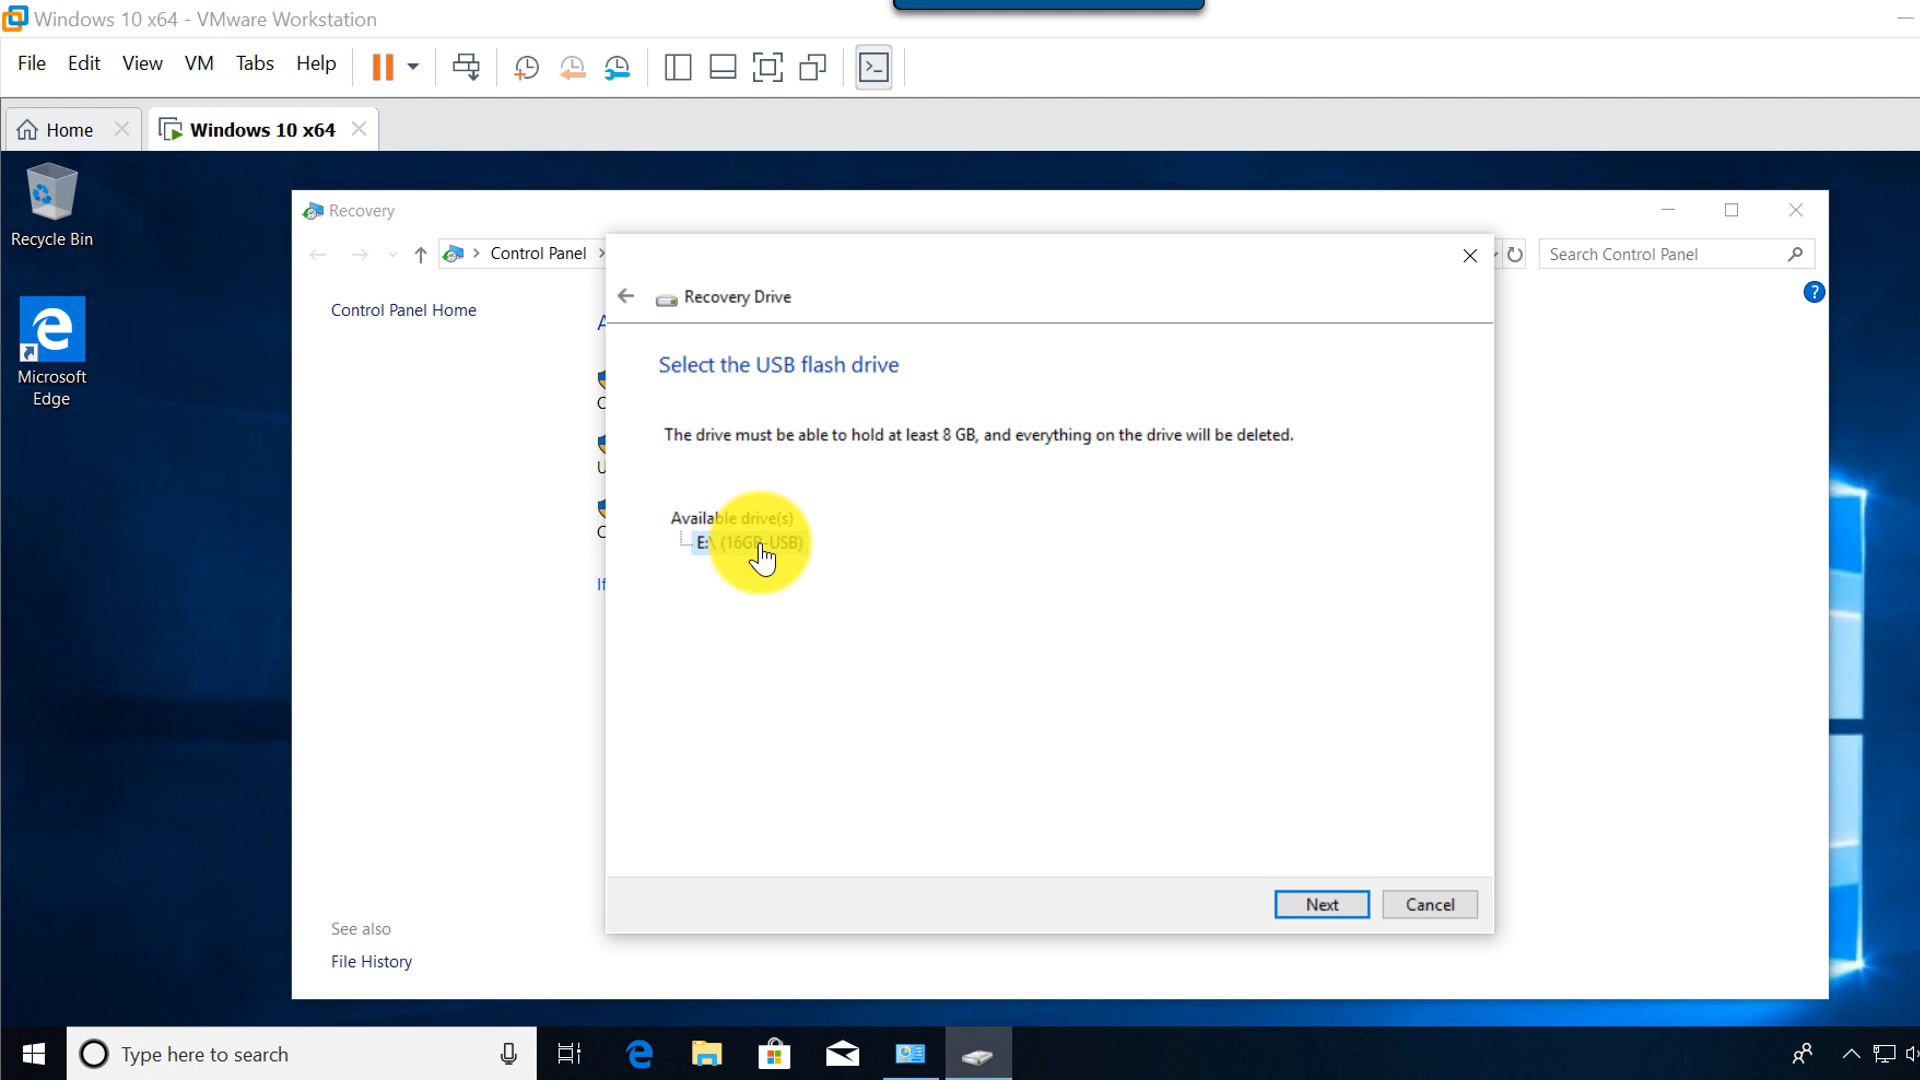 Windows 10 x64 - VMware Workstation
File Edit View VM Tabs Help
Home
Windows 10 x64
Recycle Bin
Microsoft
Edge
Recovery
Control Panel
Search Control Panel
Control Panel Home
Recovery Drive
Select the USB flash drive
The drive must be able to hold at least 8 GB, and everything on the drive will be deleted.
Available drive(s)
E:\ (16GB-USB)
If
Next
Cancel
See also
File History
Type here to search